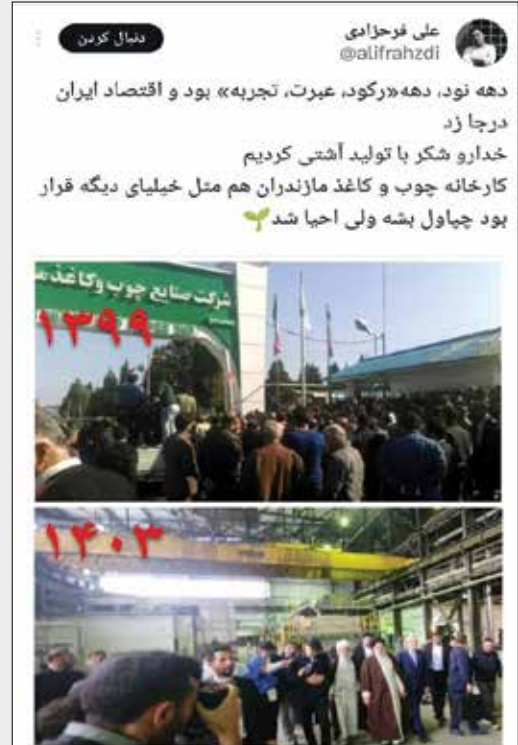 علی فرحزادی
@alifrahzdi
دنبال کردن
دهه نود، دهه«رکود، عبرت، تجربه» بود و اقتصاد ایران
درجا زد
خدارو شکر با تولید آشتی کردیم
کارخانه چوب و کاغذ مازندران هم مثل خیلیای دیگه قرار
بود چپاول بشه ولی احیا شد🌱
شرکت صنایع چوب وکاغذ
۱۳۹۹
۱۴۰۳